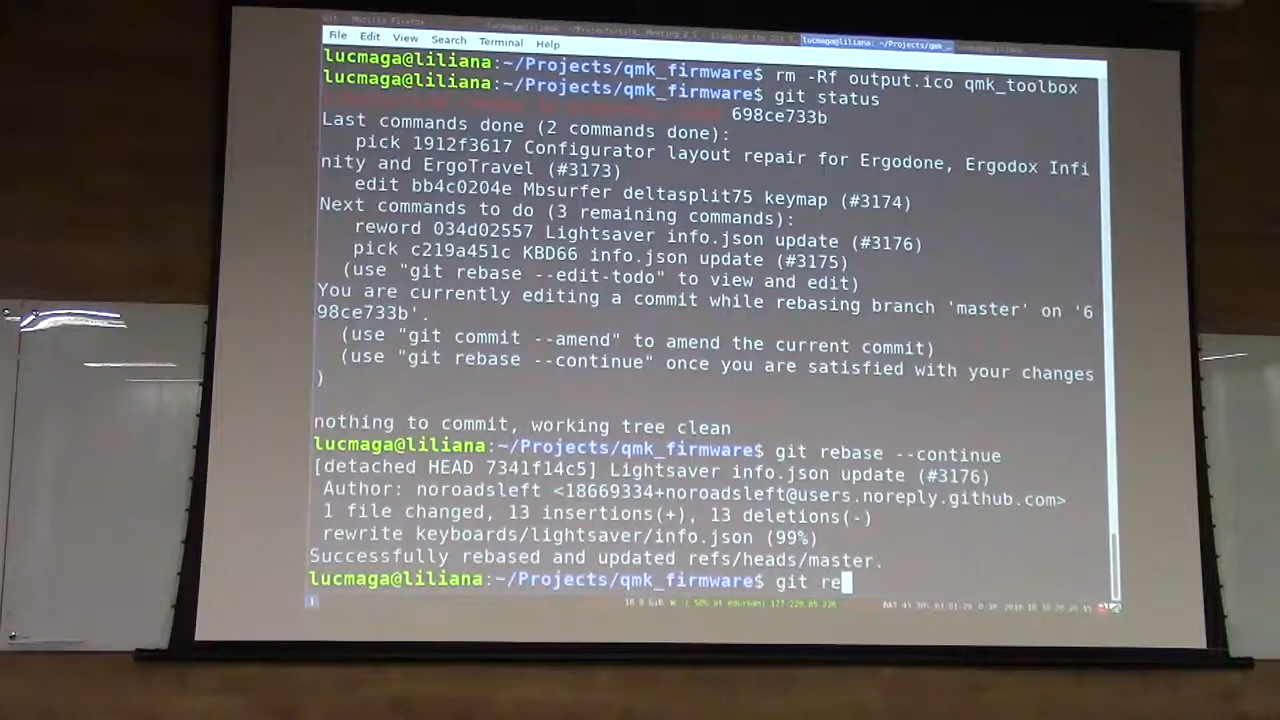 File Edit View Search Terminal Help
lucmaga@liliana:~/Projects/qmk_firmware$ rm -Rf output.ico qmk_toolbox
lucmaga@liliana:~/Projects/qmk_firmware$ git status
698ce733b
Last commands done (2 commands done):
pick 1912f3617 Configurator layout repair for Ergodone, Ergodox Infi
nity and ErgoTravel (#3173)
edit bb4c0204e Mbsurfer deltasplit75 keymap (#3174)
Next commands to do (3 remaining commands):
reword 034d02557 Lightsaver info.json update (#3176)
pick c219a451c KBD66 info.json update (#3175)
(use "git rebase --edit-todo" to view and edit)
You are currently editing a commit while rebasing branch 'master' on '6
98ce733b'.
(use "git commit --amend" to amend the current commit)
(use "git rebase --continue" once you are satisfied with your changes
)
nothing to commit, working tree clean
lucmaga@liliana:~/Projects/qmk_firmware$ git rebase --continue
[detached HEAD 7341f14c5] Lightsaver info.json update (#3176)
Author: noroadsleft <18669334+noroadsleft@users.noreply.github.com>
1 file changed, 13 insertions(+), 13 deletions(-)
rewrite keyboards/lightsaver/info.json (99%)
Successfully rebased and updated refs/heads/master.
lucmaga@liliana:~/Projects/qmk_firmware$ git re